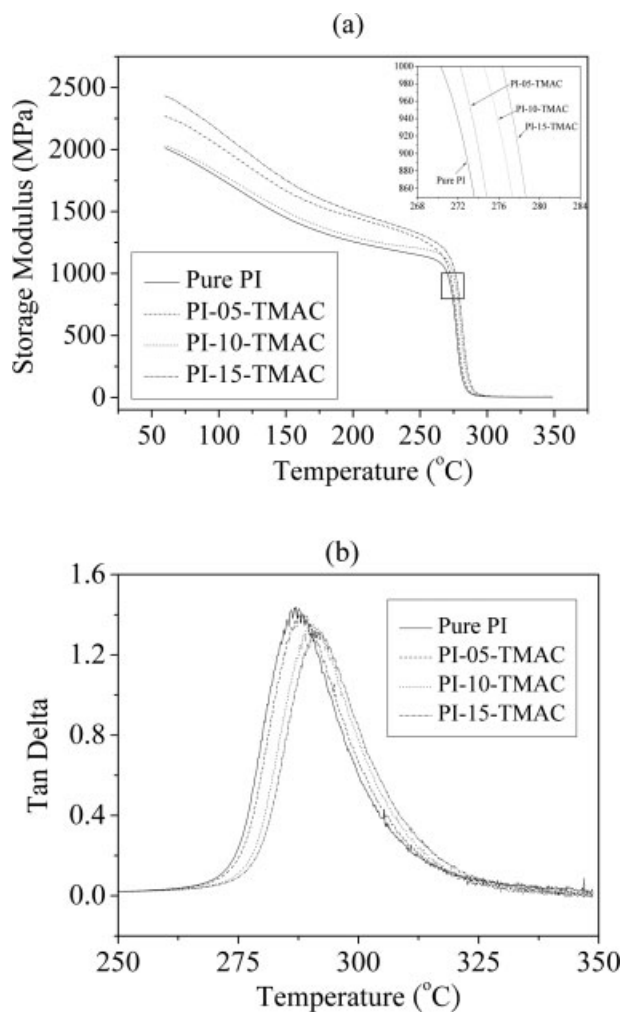 (a)
Storage Modulus (MPa)
2500
2000
1500
1000
500
0
50
100
150
200
250
300
350
Temperature (°C)
Pure PI
PI-05-TMAC
PI-10-TMAC
PI-15-TMAC
1000
980
960
940
920
900
880
860
268
272
276
280
284
PI-05-TMAC
PI-10-TMAC
PI-15-TMAC
Pure PI
(b)
Tan Delta
1.6
1.2
0.8
0.4
0.0
250
275
300
325
350
Temperature (°C)
Pure PI
PI-05-TMAC
PI-10-TMAC
PI-15-TMAC